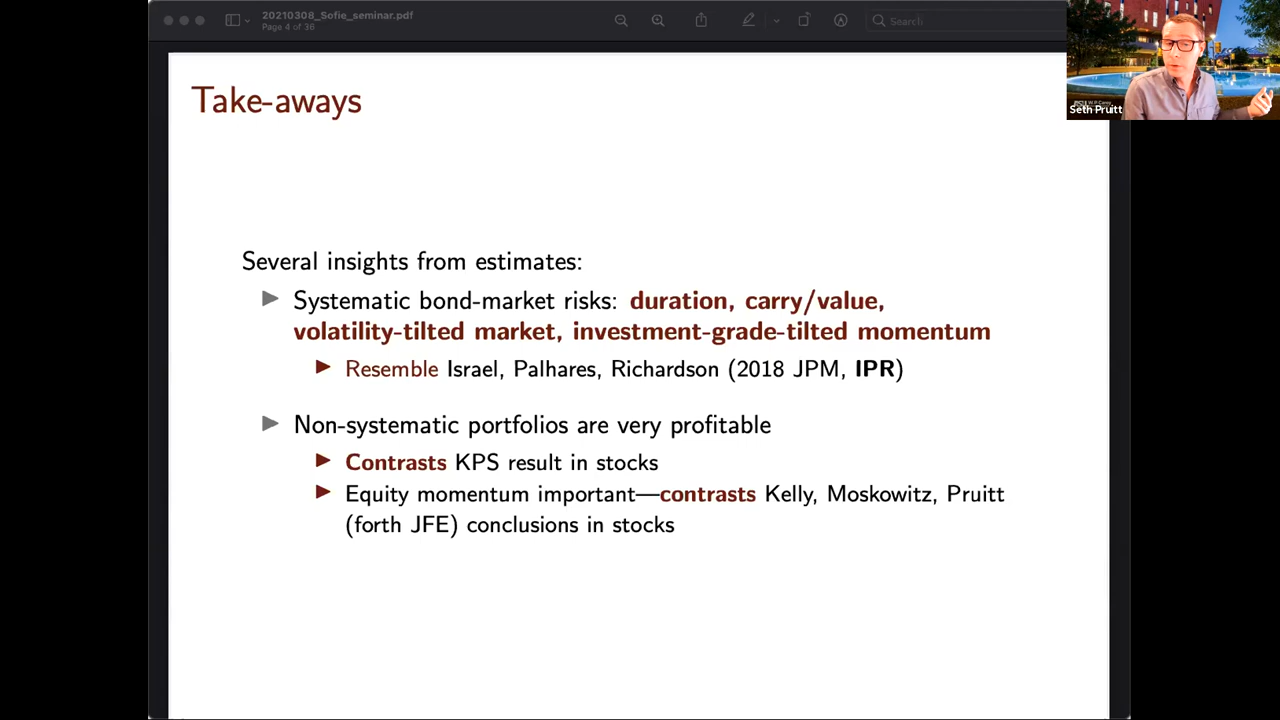 20210308_Sofie_seminar.pdf
Page 4 of 36
Search
Seth Pruitt
Take-aways
Several insights from estimates:
Systematic bond-market risks: duration, carry/value,
volatility-tilted market, investment-grade-tilted momentum
Resemble Israel, Palhares, Richardson (2018 JPM, IPR)
Non-systematic portfolios are very profitable
Contrasts KPS result in stocks
Equity momentum important—contrasts Kelly, Moskowitz, Pruitt
(forth JFE) conclusions in stocks